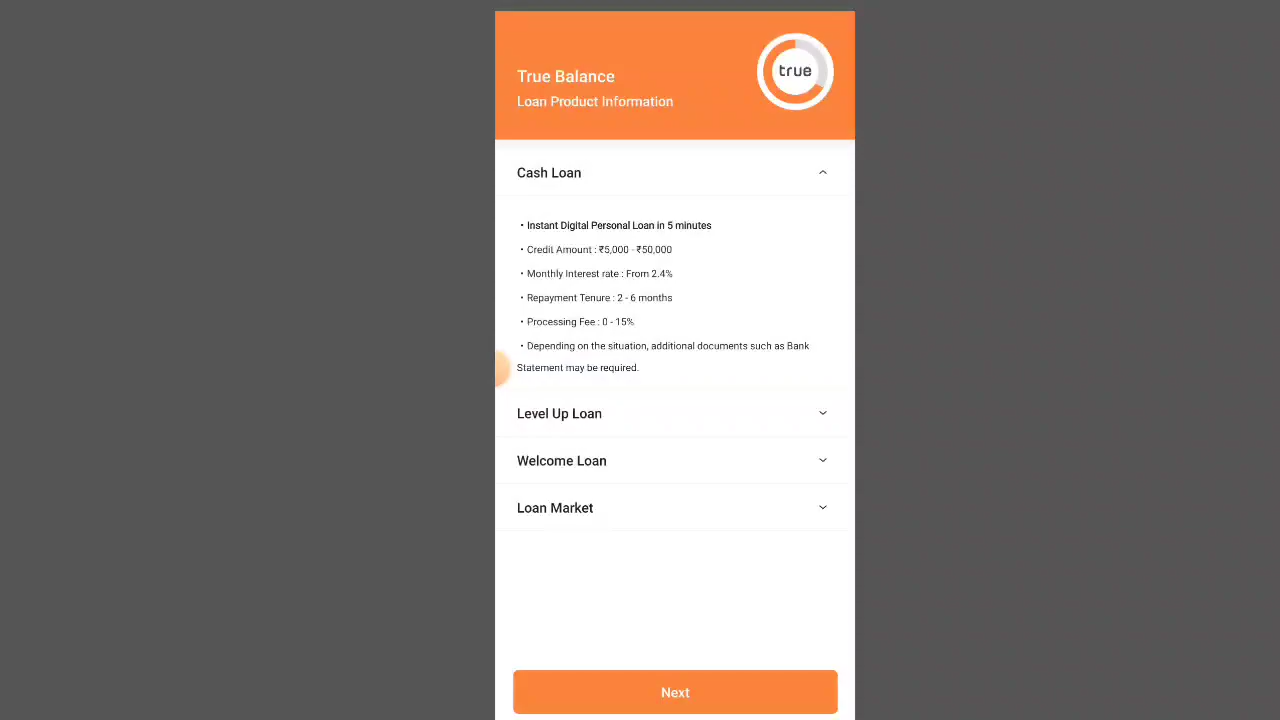 True Balance
Loan Product Information
true
Cash Loan
• Instant Digital Personal Loan in 5 minutes
• Credit Amount : ₹5,000 - ₹50,000
• Monthly Interest rate : From 2.4%
• Repayment Tenure : 2 - 6 months
• Processing Fee : 0 - 15%
• Depending on the situation, additional documents such as Bank
Statement may be required.
Level Up Loan
Welcome Loan
Loan Market
Next